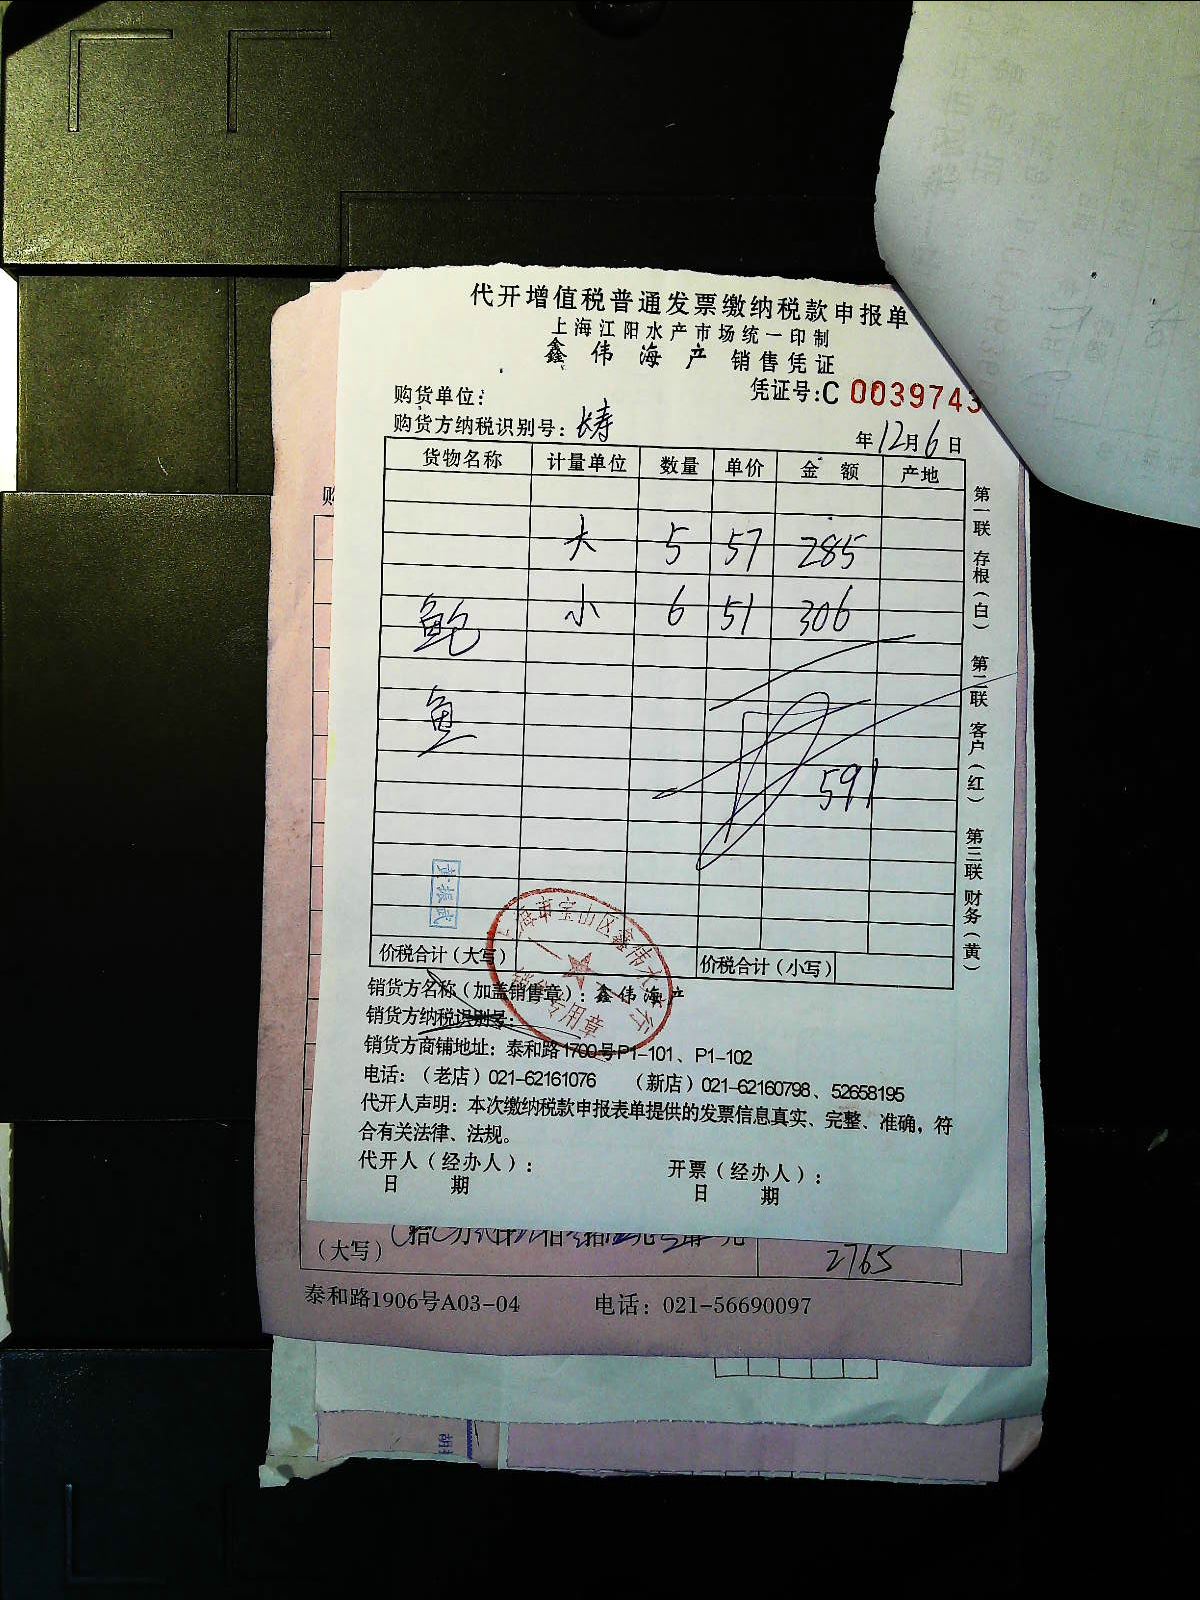 代开增值税普通发票缴纳税款申报单
上海江阳水产市场统一印制
鑫伟海产 销售凭证
购货单位：
凭证号:C 0039743
购货方纳税识别号：
年12月6日
货物名称 计量单位 数量 单价 金额 产地
大 5 57 285
小 6 51 306
鲍
鱼
591
第一联 存根（白） 第二联 客户（红） 第三联 财务（黄）
价税合计（大写） 价税合计（小写）
销货方名称（加盖销售章）：鑫伟海产
销货方纳税识别号：
销货方商铺地址：泰和路1700号P1-101、P1-102
电话：（老店）021-62161076 （新店）021-62160798、52658195
代开人声明：本次缴纳税款申报表单提供的发票信息真实、完整、准确，符
合有关法律、法规。
代开人（经办人）： 开票（经办人）：
日 期 日 期
购
（大写） 2765
泰和路1906号A03-04 电话：021-56690097